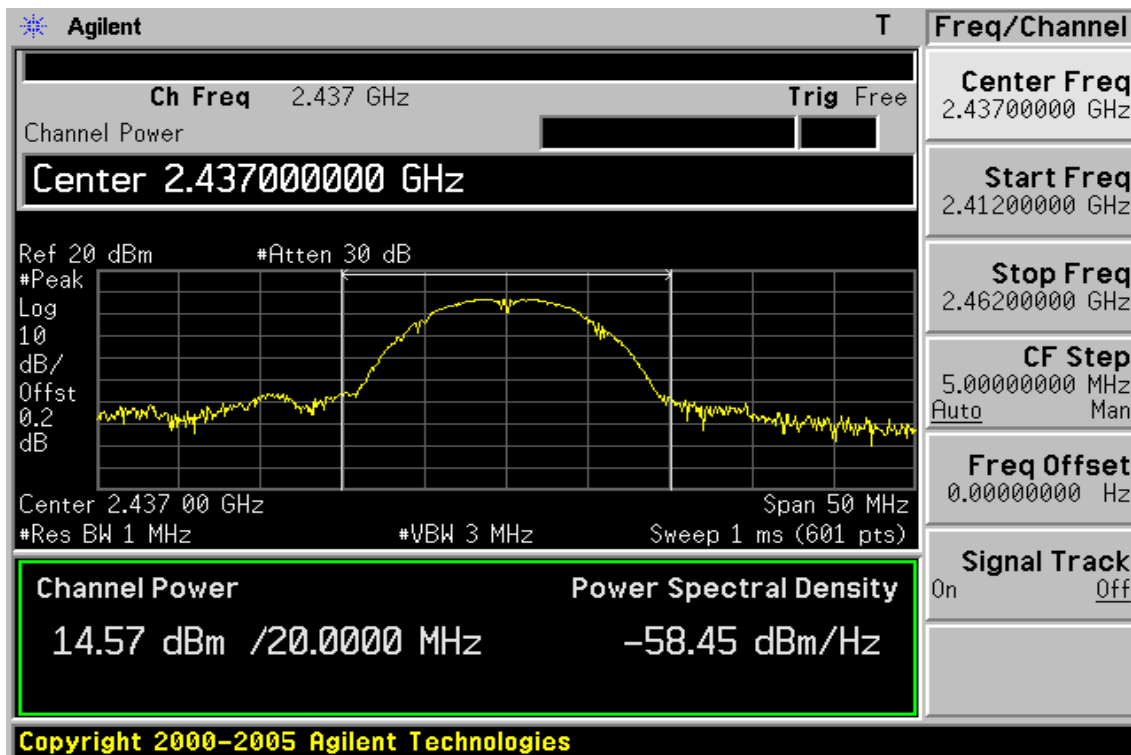 Agilent T
Ch Freq 2.437 GHz Trig Free
Channel Power
Center 2.437000000 GHz
Ref 20 dBm #Atten 30 dB
#Peak
Log
10
dB/
Offst
0.2
dB
Center 2.437 00 GHz Span 50 MHz
#Res BW 1 MHz #VBW 3 MHz Sweep 1 ms (601 pts)
Channel Power Power Spectral Density
14.57 dBm /20.0000 MHz -58.45 dBm/Hz
Freq/Channel
Center Freq
2.43700000 GHz
Start Freq
2.41200000 GHz
Stop Freq
2.46200000 GHz
CF Step
5.00000000 MHz
Auto Man
Freq Offset
0.00000000 Hz
Signal Track
On Off
Copyright 2000-2005 Agilent Technologies